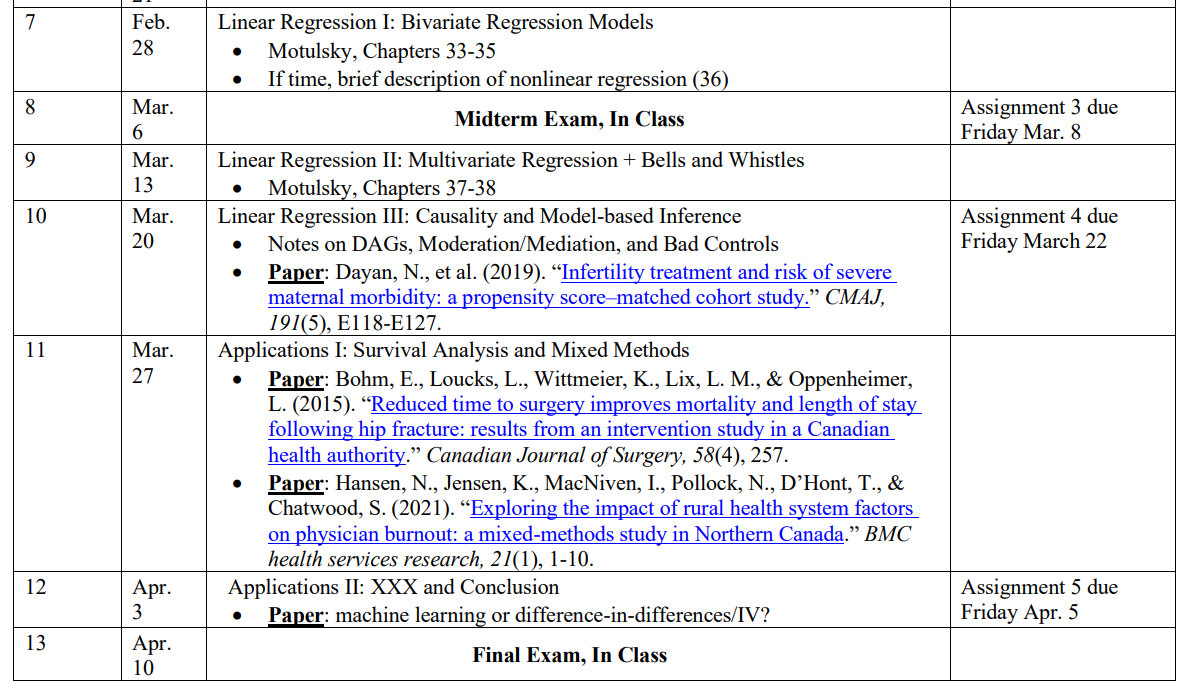 7
Feb.
28
Linear Regression I: Bivariate Regression Models
• Motulsky, Chapters 33-35
• If time, brief description of nonlinear regression (36)
8
Mar.
6
Midterm Exam, In Class
Assignment 3 due
Friday Mar. 8
9
Mar.
13
Linear Regression II: Multivariate Regression + Bells and Whistles
• Motulsky, Chapters 37-38
10
Mar.
20
Linear Regression III: Causality and Model-based Inference
• Notes on DAGs, Moderation/Mediation, and Bad Controls
• Paper: Dayan, N., et al. (2019). “Infertility treatment and risk of severe
maternal morbidity: a propensity score–matched cohort study.” CMAJ,
191(5), E118-E127.
Assignment 4 due
Friday March 22
11
Mar.
27
Applications I: Survival Analysis and Mixed Methods
• Paper: Bohm, E., Loucks, L., Wittmeier, K., Lix, L. M., & Oppenheimer,
L. (2015). “Reduced time to surgery improves mortality and length of stay
following hip fracture: results from an intervention study in a Canadian
health authority.” Canadian Journal of Surgery, 58(4), 257.
• Paper: Hansen, N., Jensen, K., MacNiven, I., Pollock, N., D’Hont, T., &
Chatwood, S. (2021). “Exploring the impact of rural health system factors
on physician burnout: a mixed-methods study in Northern Canada.” BMC
health services research, 21(1), 1-10.
12
Apr.
3
Applications II: XXX and Conclusion
• Paper: machine learning or difference-in-differences/IV?
Assignment 5 due
Friday Apr. 5
13
Apr.
10
Final Exam, In Class